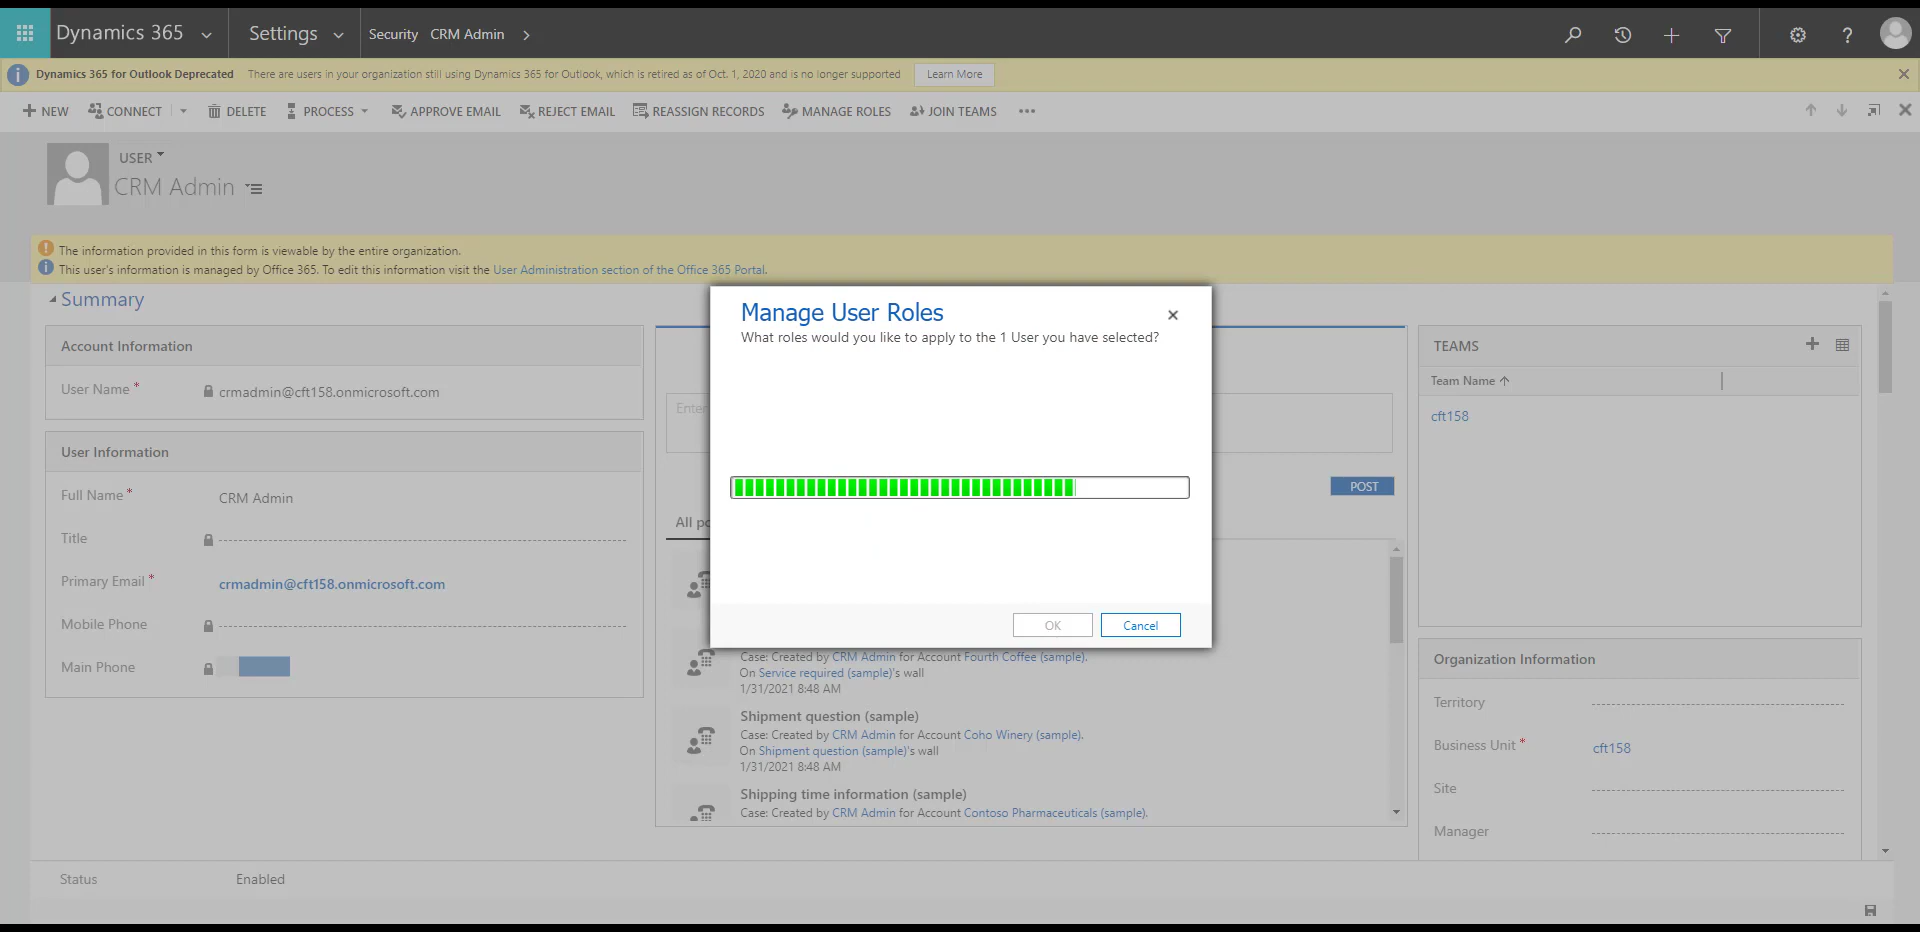 Dynamics 365
Settings
Security CRM Admin
Dynamics 365 for Outlook Deprecated There are users in your organization still using Dynamics 365 for Outlook, which is retired as of Oct. 1, 2020 and is no longer supported Learn More
NEW CONNECT DELETE PROCESS APPROVE EMAIL REJECT EMAIL REASSIGN RECORDS MANAGE ROLES JOIN TEAMS
USER
CRM Admin
The information provided in this form is viewable by the entire organization.
This user's information is managed by Office 365. To edit this information visit the User Administration section of the Office 365 Portal.
Summary
Account Information
User Name *
crmadmin@cft158.onmicrosoft.com
User Information
Full Name *
CRM Admin
Title
Primary Email *
crmadmin@cft158.onmicrosoft.com
Mobile Phone
Main Phone
Manage User Roles
What roles would you like to apply to the 1 User you have selected?
OK Cancel
Enter
POST
All po
Case: Created by CRM Admin for Account Fourth Coffee (sample).
On Service required (sample)'s wall
1/31/2021 8:48 AM
Shipment question (sample)
Case: Created by CRM Admin for Account Coho Winery (sample).
On Shipment question (sample)'s wall
1/31/2021 8:48 AM
Shipping time information (sample)
Case: Created by CRM Admin for Account Contoso Pharmaceuticals (sample).
TEAMS
Team Name
cft158
Organization Information
Territory
Business Unit *
cft158
Site
Manager
Status Enabled